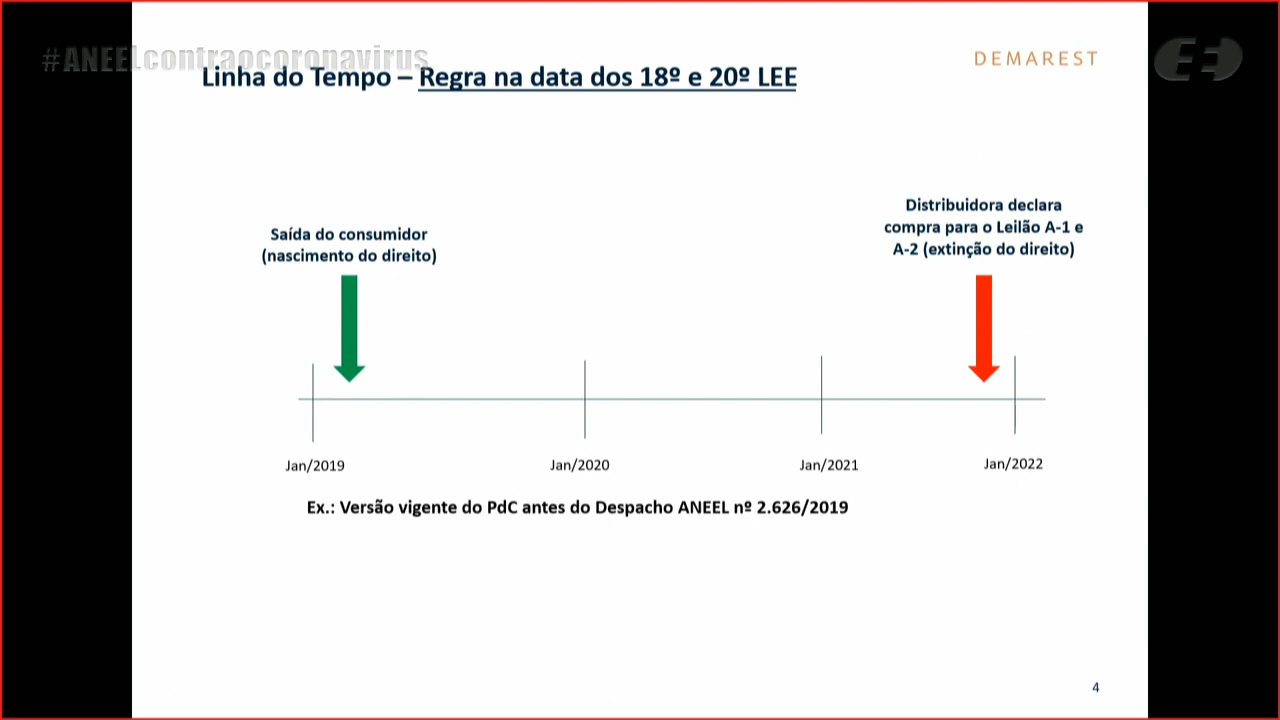 #ANEELcontraocoronavirus
DEMAREST
Linha do Tempo – Regra na data dos 18º e 20º LEE
Distribuidora declara
compra para o Leilão A-1 e
A-2 (extinção do direito)
Saída do consumidor
(nascimento do direito)
Jan/2019
Jan/2020
Jan/2021
Jan/2022
Ex.: Versão vigente do PdC antes do Despacho ANEEL nº 2.626/2019
4